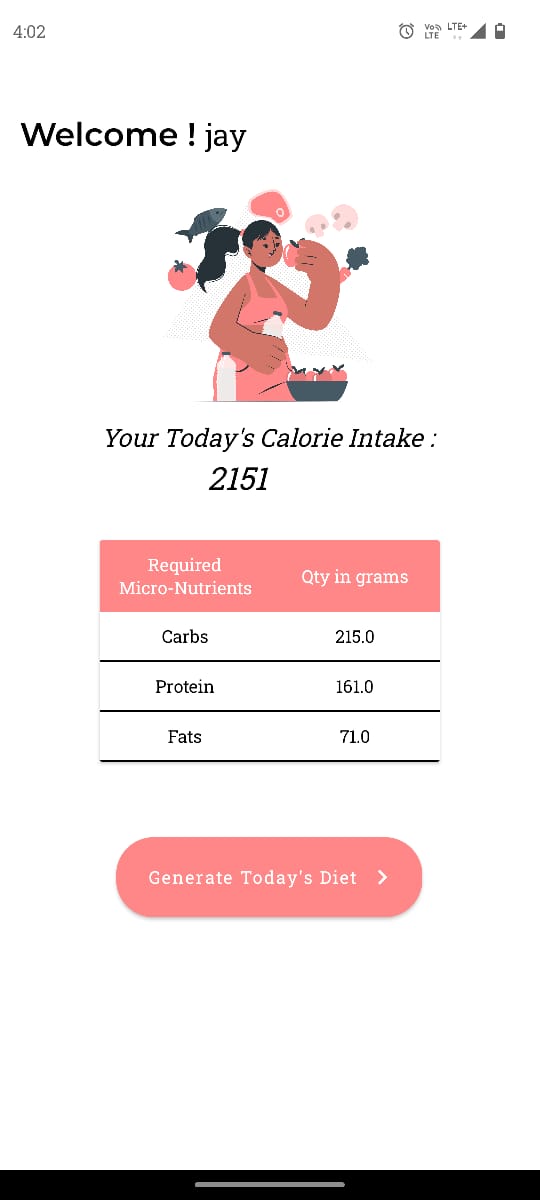 4:02
Vo)) LTE LTE+
Welcome ! jay
Your Today's Calorie Intake :
2151
Required
Micro-Nutrients
Qty in grams
Carbs 215.0
Protein 161.0
Fats 71.0
Generate Today's Diet